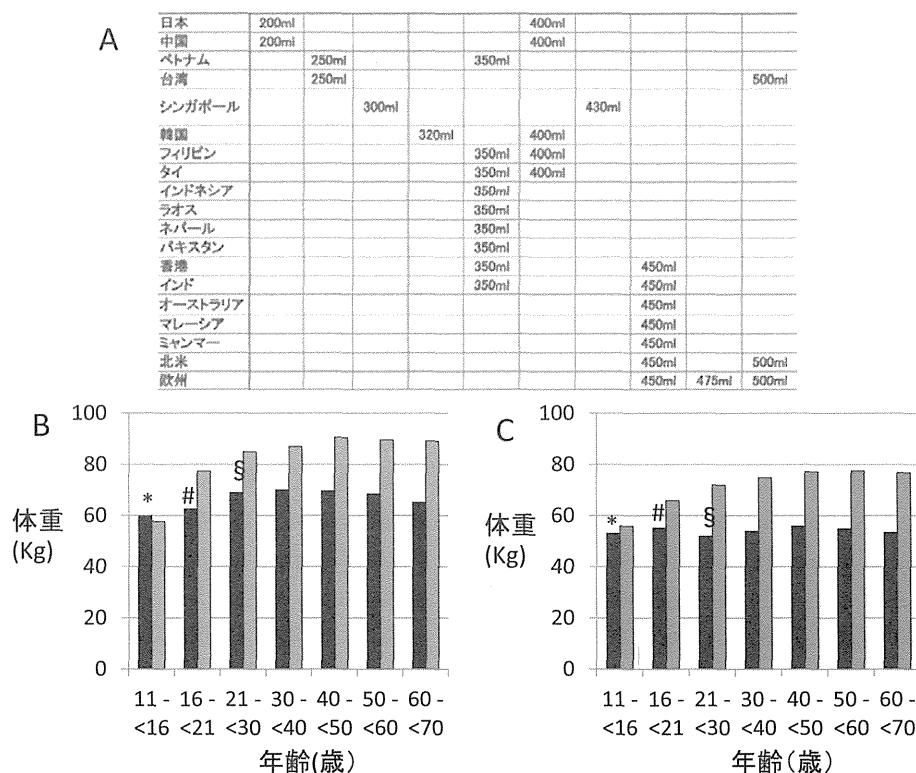 A
日本 200ml 400ml
中国 200ml 400ml
ベトナム 250ml 350ml
台湾 250ml 500ml
シンガポール 300ml 430ml
韓国 320ml 400ml
フィリピン 350ml 400ml
タイ 350ml 400ml
インドネシア 350ml
ラオス 350ml
ネパール 350ml
パキスタン 350ml
香港 350ml 450ml
インド 350ml 450ml
オーストラリア 450ml
マレーシア 450ml
ミャンマー 450ml
北米 450ml 500ml
欧州 450ml 475ml 500ml
B
体重
(Kg)
100
80
60
40
20
0
* # §
11 - 16 - 21 - 30 - 40 - 50 - 60 -
<16 <21 <30 <40 <50 <60 <70
年齢(歳)
C
体重
(Kg)
100
80
60
40
20
0
* # §
11 - 16 - 21 - 30 - 40 - 50 - 60 -
<16 <21 <30 <40 <50 <60 <70
年齢(歳)